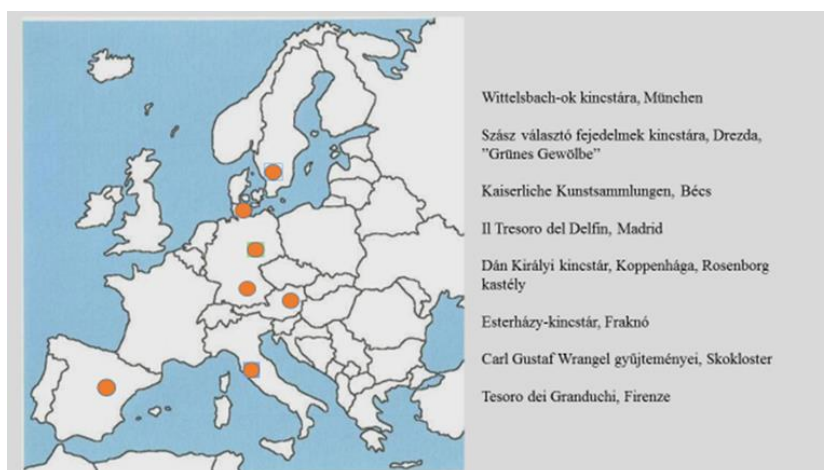 Wittelsbach-ok kincstára, München
Szász választó fejedelmek kincstára, Drezda,
”Grünes Gewölbe”
Kaiserliche Kunstsammlungen, Bécs
Il Tresoro del Delfin, Madrid
Dán Királyi kincstár, Koppenhága, Rosenborg
kastély
Esterházy-kincstár, Fraknó
Carl Gustaf Wrangel gyűjteményei, Skokloster
Tesoro dei Granduchi, Firenze